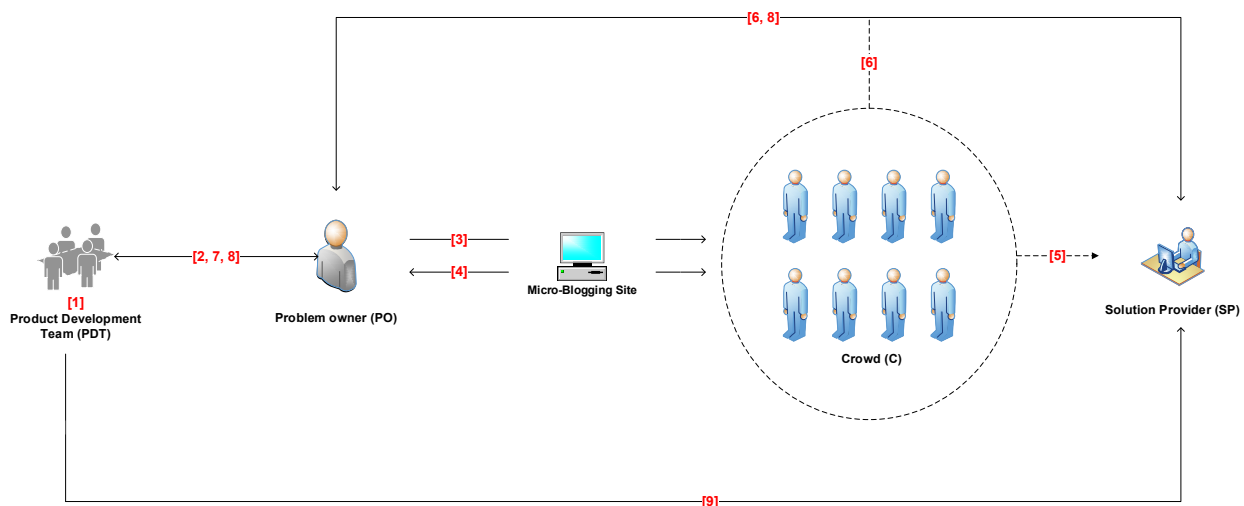 [6, 8]
[6]
[2, 7, 8]
[3]
[4]
[5]
Micro-Blogging Site
[1]
Product Development
Team (PDT)
Problem owner (PO)
Solution Provider (SP)
Crowd (C)
[9]